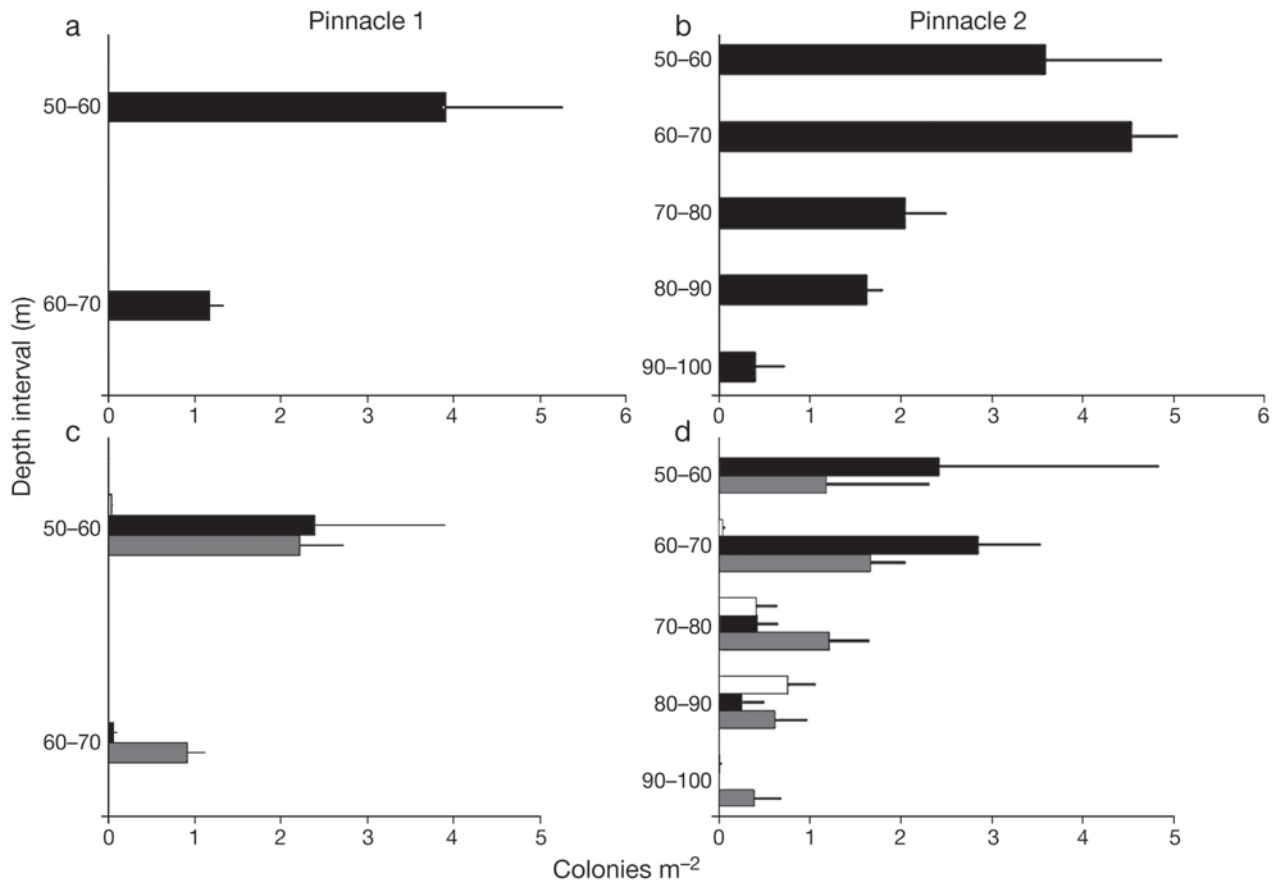 a
Pinnacle 1
b
Pinnacle 2
50–60
60–70
0 1 2 3 4 5 6
50–60
60–70
70–80
80–90
90–100
0 1 2 3 4 5 6
Depth interval (m)
c
50–60
60–70
0 1 2 3 4 5
d
50–60
60–70
70–80
80–90
90–100
0 1 2 3 4 5
Colonies m⁻²